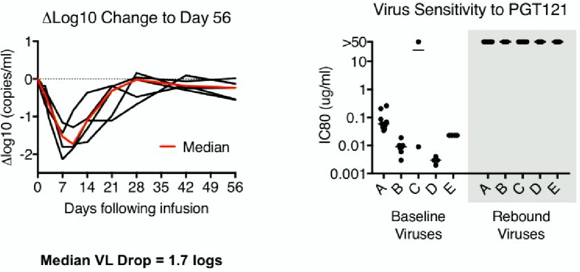 ΔLog10 Change to Day 56
Δlog10 (copies/ml)
1
0
-1
-2
Median
0 7 14 21 28 35 42 49 56
Days following infusion
Median VL Drop = 1.7 logs
Virus Sensitivity to PGT121
IC80 (ug/ml)
>50
10
1
0.1
0.01
0.001
A B C D E A B C D E
Baseline Rebound
Viruses Viruses